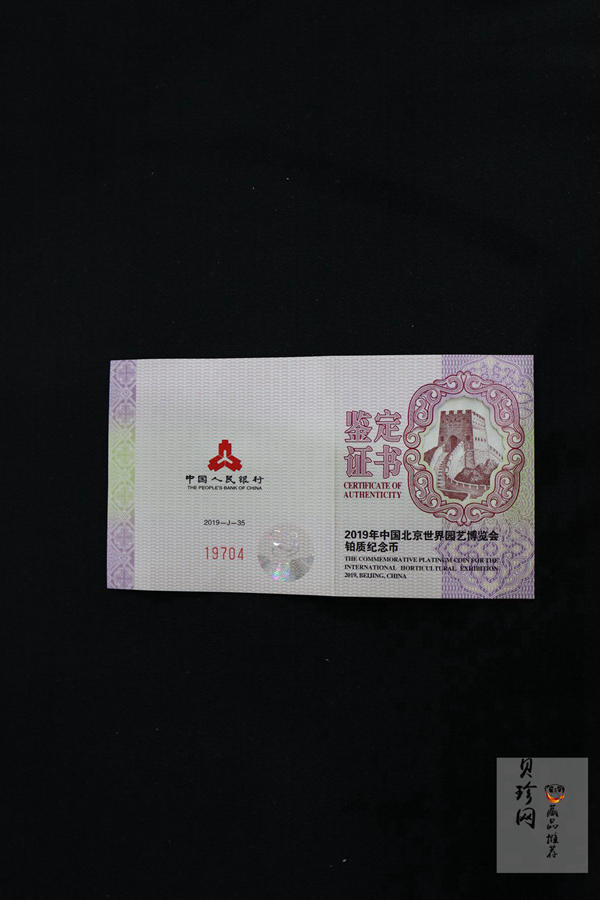 中国人民银行
THE PEOPLE'S BANK OF CHINA
2019—J—35
19704
鉴定
证书
CERTIFICATE OF
AUTHENTICITY
2019年中国北京世界园艺博览会
铂质纪念币
THE COMMEMORATIVE PLATINUM COIN FOR THE
INTERNATIONAL HORTICULTURAL EXHIBITION
2019, BEIJING, CHINA
贝珍网
藏品推荐